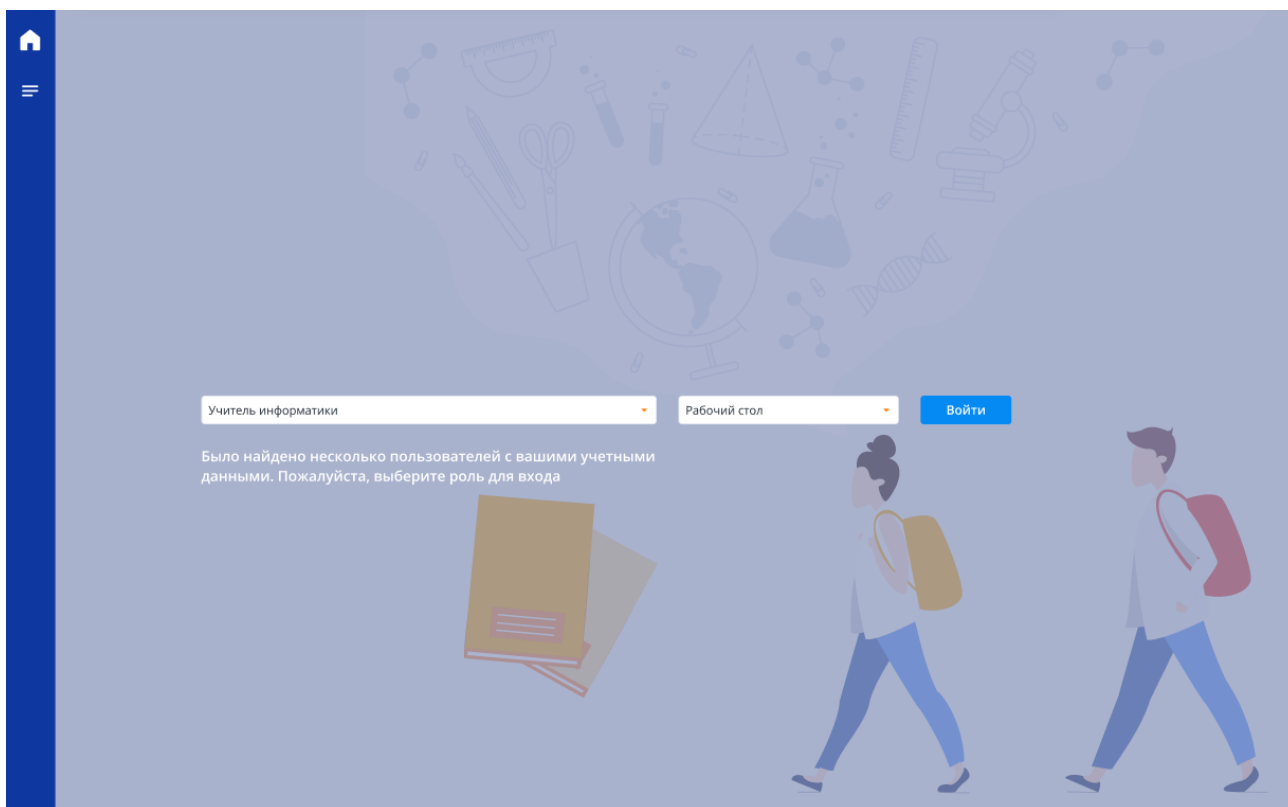 Учитель информатики
Рабочий стол
Войти
Было найдено несколько пользователей с вашими учетными
данными. Пожалуйста, выберите роль для входа